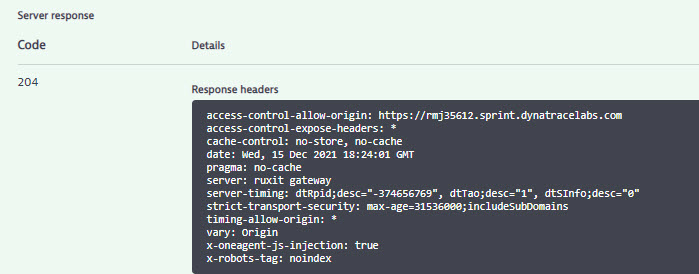 Server response
Code Details
204
Response headers
access-control-allow-origin: https://rmj35612.sprint.dynatracelabs.com
access-control-expose-headers: *
cache-control: no-store, no-cache
date: Wed, 15 Dec 2021 18:24:01 GMT
pragma: no-cache
server: ruxit gateway
server-timing: dtRpid;desc="-374656769", dtTao;desc="1", dtSInfo;desc="0"
strict-transport-security: max-age=31536000;includeSubDomains
timing-allow-origin: *
vary: Origin
x-oneagent-js-injection: true
x-robots-tag: noindex